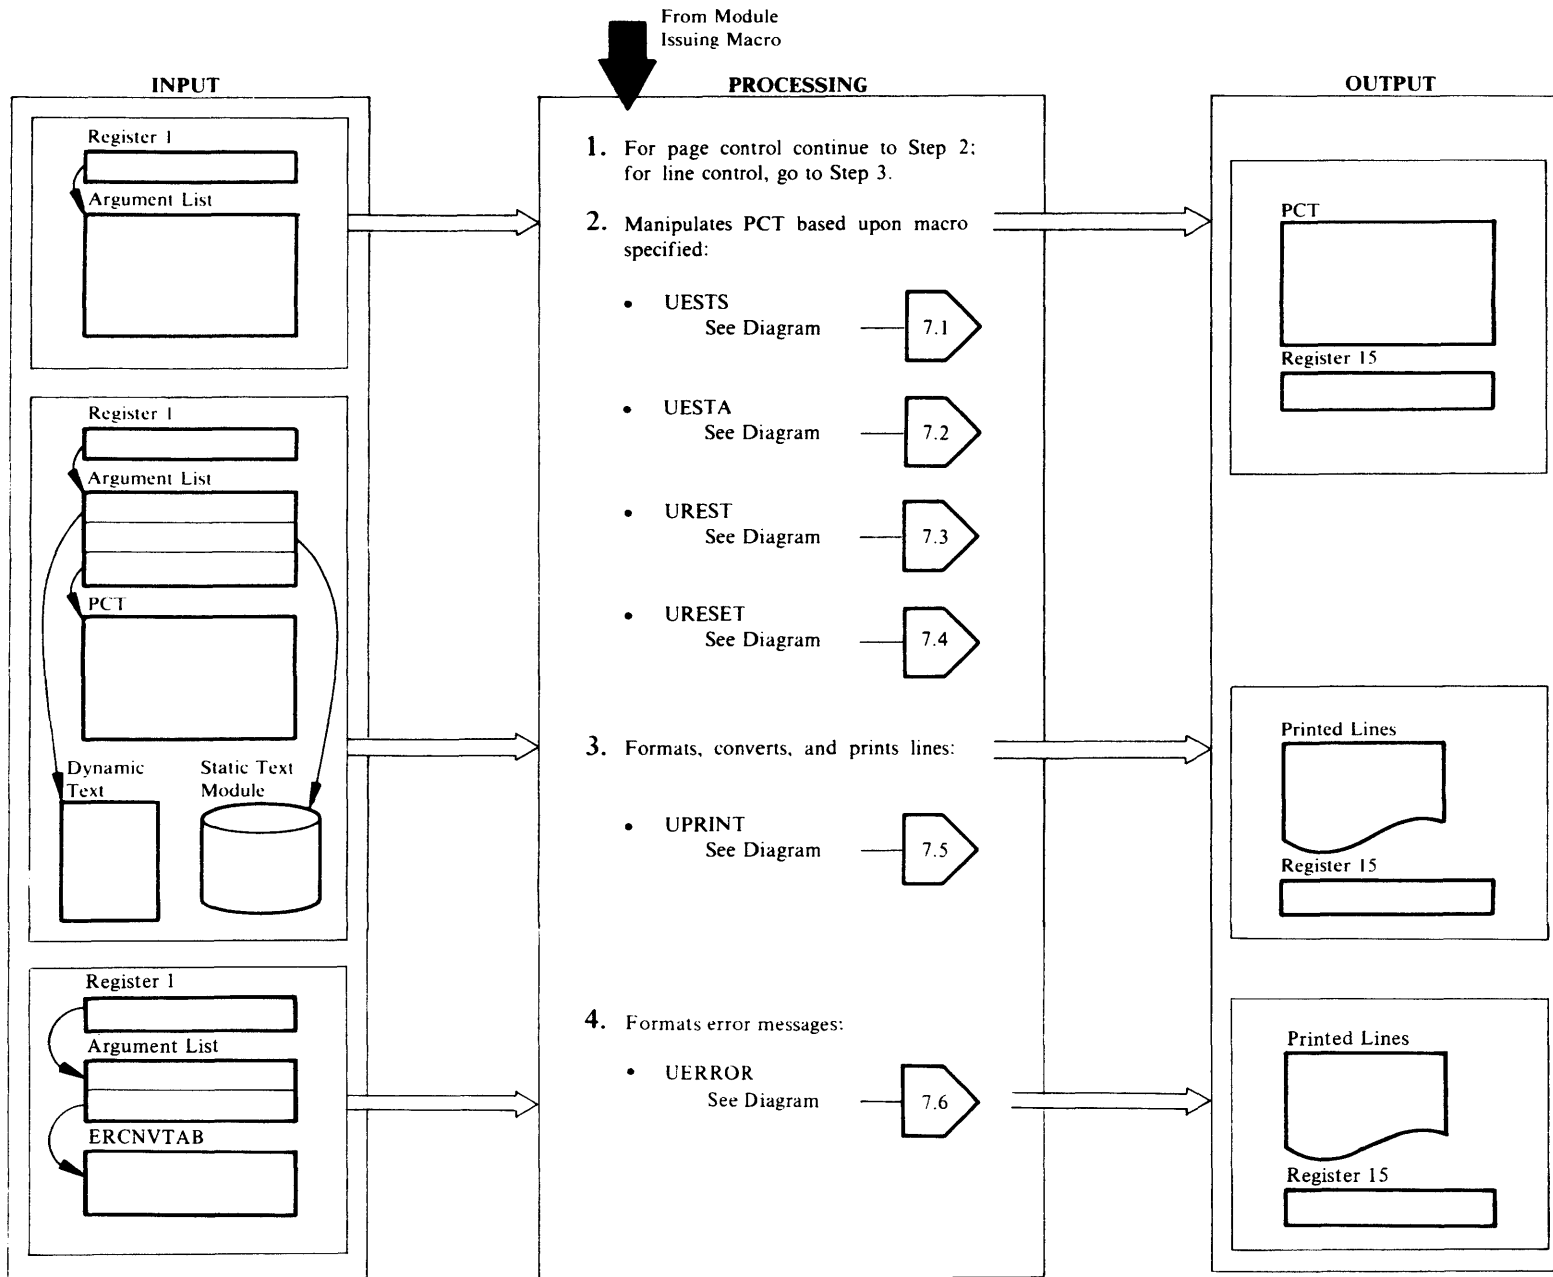 From Module
Issuing Macro
INPUT
Register 1
Argument List
Register 1
Argument List
PCT
Dynamic
Text
Static Text
Module
Register 1
Argument List
ERCNVTAB
PROCESSING
1. For page control continue to Step 2;
for line control, go to Step 3.
2. Manipulates PCT based upon macro
specified:
• UESTS
See Diagram
7.1
• UESTA
See Diagram
7.2
• UREST
See Diagram
7.3
• URESET
See Diagram
7.4
3. Formats, converts, and prints lines:
• UPRINT
See Diagram
7.5
4. Formats error messages:
• UERROR
See Diagram
7.6
OUTPUT
PCT
Register 15
Printed Lines
Register 15
Printed Lines
Register 15